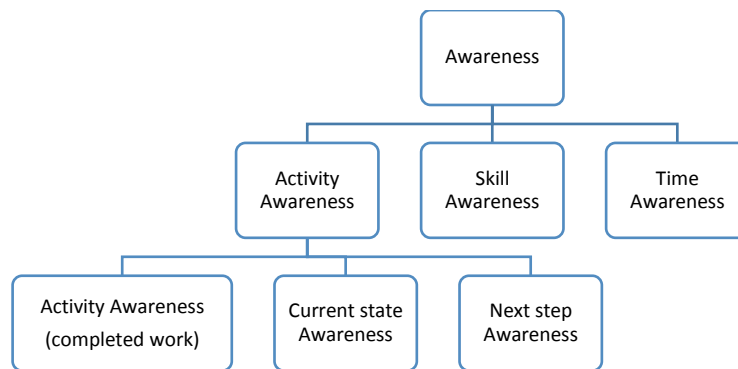 Awareness
Activity
Awareness
Skill
Awareness
Time
Awareness
Activity Awareness
(completed work)
Current state
Awareness
Next step
Awareness